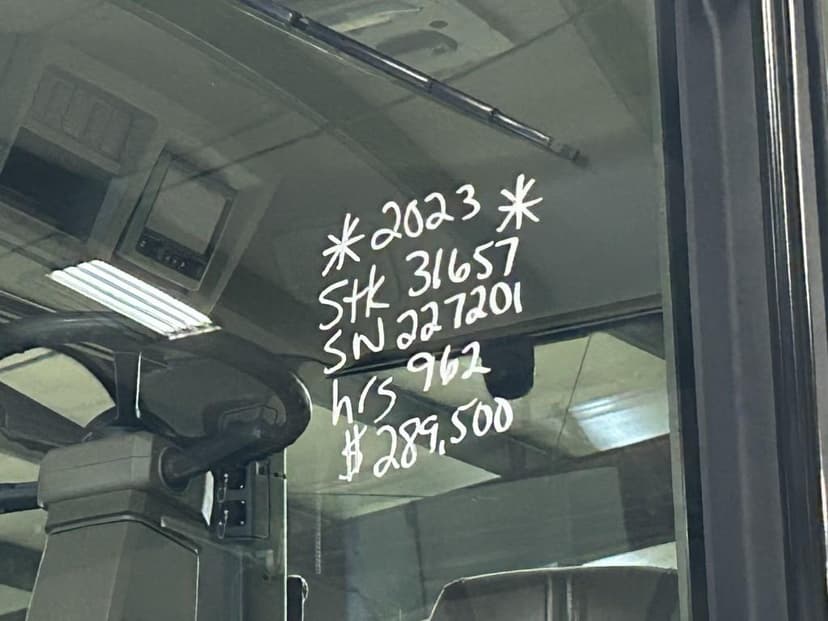 * 2023 *
Stk 31657
SN 227201
hrs 962
$289,500